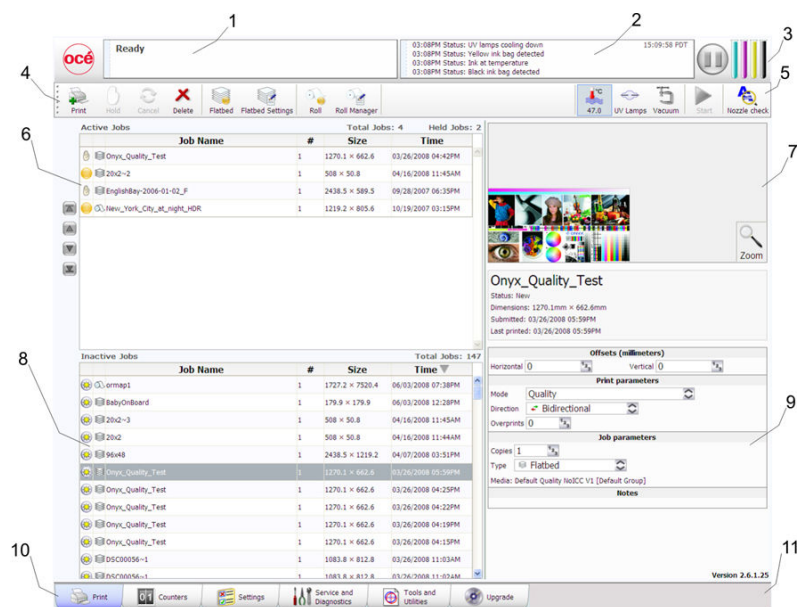 1
2
3
océ
Ready
03:08PM Status: UV lamps cooling down
15:09:58 PDT
03:08PM Status: Yellow ink bag detected
03:08PM Status: Ink at temperature
03:08PM Status: Black ink bag detected
4
5
Print Hold Cancel Delete Flatbed Flatbed Settings Roll Roll Manager
47.0 UV Lamps Vacuum Start Nozzle check
Active Jobs Total Jobs: 4 Held Jobs: 2
Job Name # Size Time
6
Onyx_Quality_Test 1 1270.1 × 662.6 03/26/2008 04:42PM
20x2~2 1 508 × 50.8 04/16/2008 11:45AM
EnglishBay-2006-01-02_F 1 2438.5 × 589.5 09/28/2007 06:35PM
New_York_City_at_night_HDR 1 1219.2 × 805.6 10/19/2007 03:15PM
7
Zoom
Onyx_Quality_Test
Status: New
Dimensions: 1270.1mm × 662.6mm
Submitted: 03/26/2008 05:59PM
Last printed: 03/26/2008 05:59PM
8
Inactive Jobs Total Jobs: 147
Job Name # Size Time
ormap1 1 1727.2 × 7520.4 06/03/2008 07:38PM
BabyOnBoard 1 179.9 × 179.9 06/03/2008 12:28PM
20x2~3 1 508 × 50.8 04/16/2008 11:45AM
20x2 1 508 × 50.8 04/16/2008 11:44AM
96x48 1 2438.5 × 1219.2 04/07/2008 03:51PM
Onyx_Quality_Test 1 1270.1 × 662.6 03/26/2008 05:59PM
Onyx_Quality_Test 1 1270.1 × 662.6 03/26/2008 04:25PM
Onyx_Quality_Test 1 1270.1 × 662.6 03/26/2008 04:22PM
Onyx_Quality_Test 1 1270.1 × 662.6 03/26/2008 04:19PM
Onyx_Quality_Test 1 1270.1 × 662.6 03/26/2008 04:15PM
DSC00056~1 1 1083.8 × 812.8 03/26/2008 11:03AM
DSC00056~1 1 1083.8 × 812.8 03/26/2008 11:02AM
Offsets (millimeters)
Horizontal 0 Vertical 0
Print parameters
Mode Quality
Direction Bidirectional
Overprints 0
9
Job parameters
Copies 1
Type Flatbed
Media: Default Quality NoICC V1 [Default Group]
Notes
Version 2.6.1.25
10
11
Print
01 Counters
Settings
Service and Diagnostics
Tools and Utilities
Upgrade